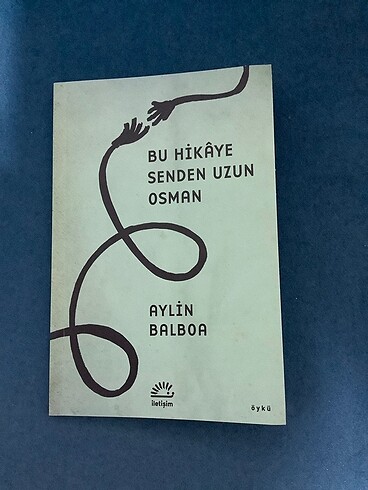 BU HİKÂYE
SENDEN UZUN
OSMAN
AYLİN
BALBOA
iletişim
öykü